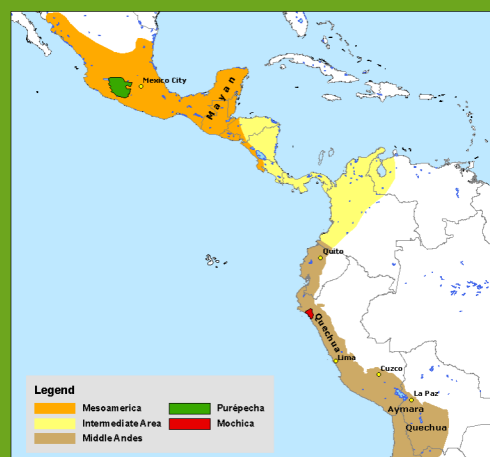 Mexico City
Mayan
Quito
Quechua
Lima
Cuzco
La Paz
Aymara
Quechua
Legend
Mesoamerica
Purépecha
Intermediate Area
Mochica
Middle Andes